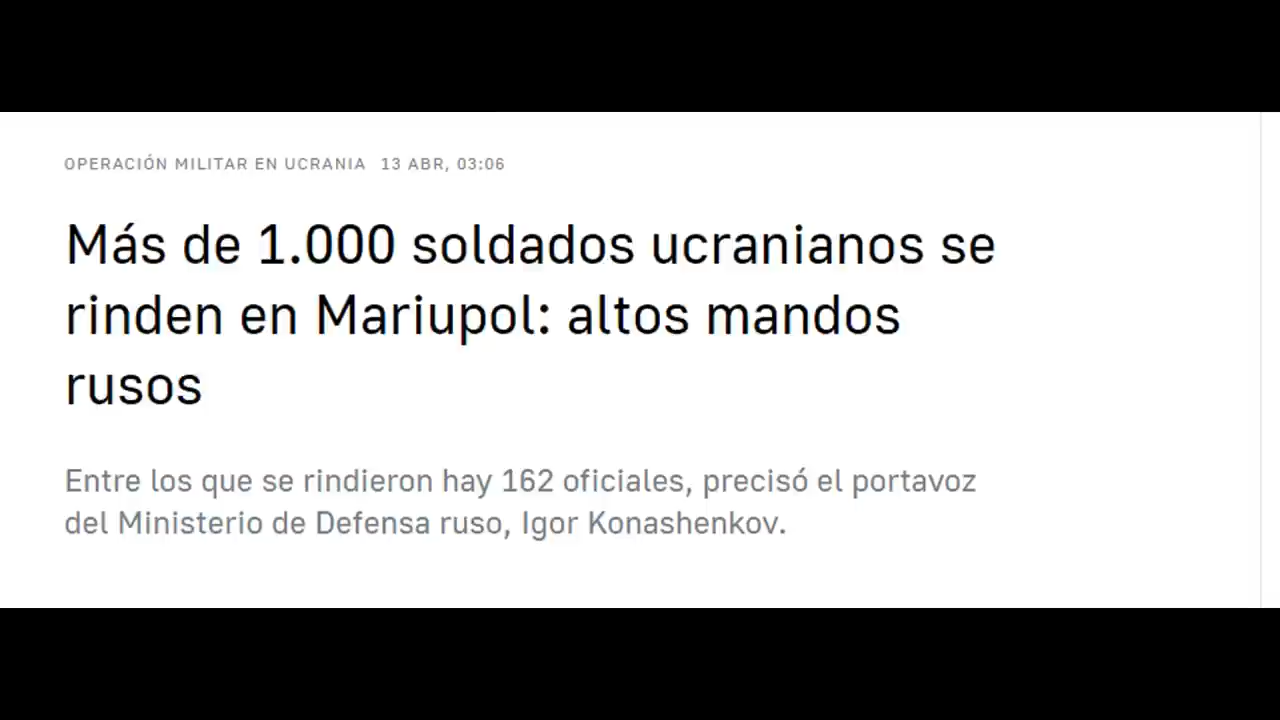 OPERACIÓN MILITAR EN UCRANIA 13 ABR, 03:06
Más de 1.000 soldados ucranianos se
rinden en Mariupol: altos mandos
rusos
Entre los que se rindieron hay 162 oficiales, precisó el portavoz
del Ministerio de Defensa ruso, Igor Konashenkov.